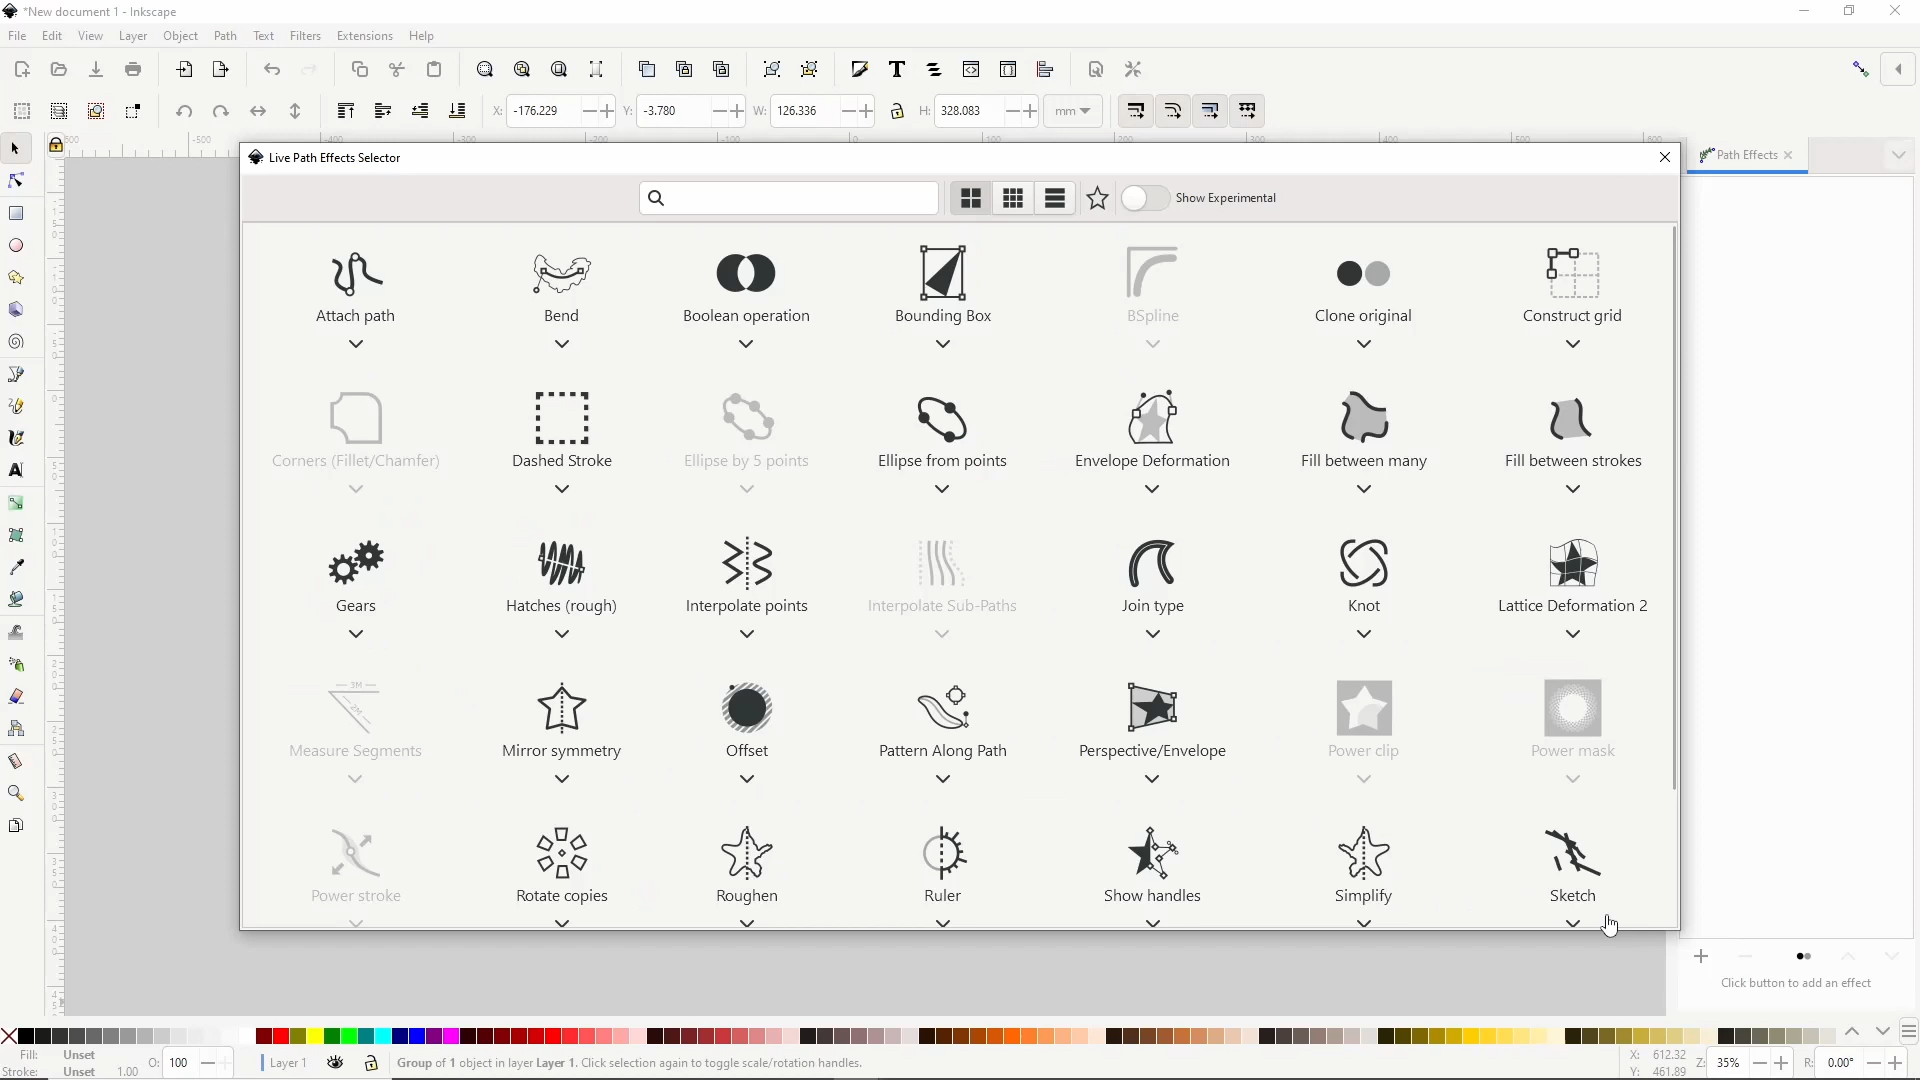 *New document 1 - Inkscape
File Edit View Layer Object Path Text Filters Extensions Help
X: -176.229 Y: -3.780 W: 126.336 H: 328.083 mm
Live Path Effects Selector
Path Effects
Show Experimental
Attach path Bend Boolean operation Bounding Box BSpline Clone original Construct grid
Corners (Fillet/Chamfer) Dashed Stroke Ellipse by 5 points Ellipse from points Envelope Deformation Fill between many Fill between strokes
Gears Hatches (rough) Interpolate points Interpolate Sub-Paths Join type Knot Lattice Deformation 2
3M
2M
Measure Segments Mirror symmetry Offset Pattern Along Path Perspective/Envelope Power clip Power mask
Power stroke Rotate copies Roughen Ruler Show handles Simplify Sketch
Click button to add an effect
Fill: Unset O: 100 Layer 1 Group of 1 object in layer Layer 1. Click selection again to toggle scale/rotation handles. X: 612.32 Z: 35% R: 0.00°
Stroke: Unset 1.00 Y: 461.89